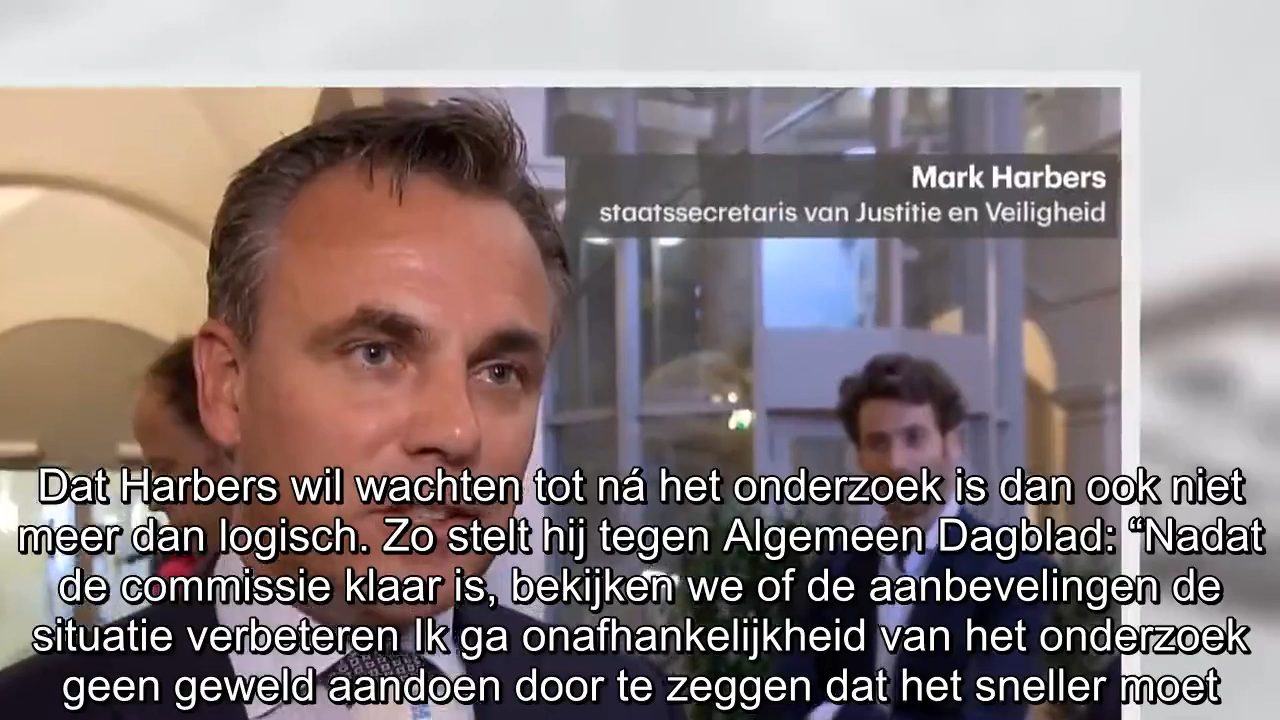 Mark Harbers
staatssecretaris van Justitie en Veiligheid
Dat Harbers wil wachten tot ná het onderzoek is dan ook niet
meer dan logisch. Zo stelt hij tegen Algemeen Dagblad: “Nadat
de commissie klaar is, bekijken we of de aanbevelingen de
situatie verbeteren Ik ga onafhankelijkheid van het onderzoek
geen geweld aandoen door te zeggen dat het sneller moet